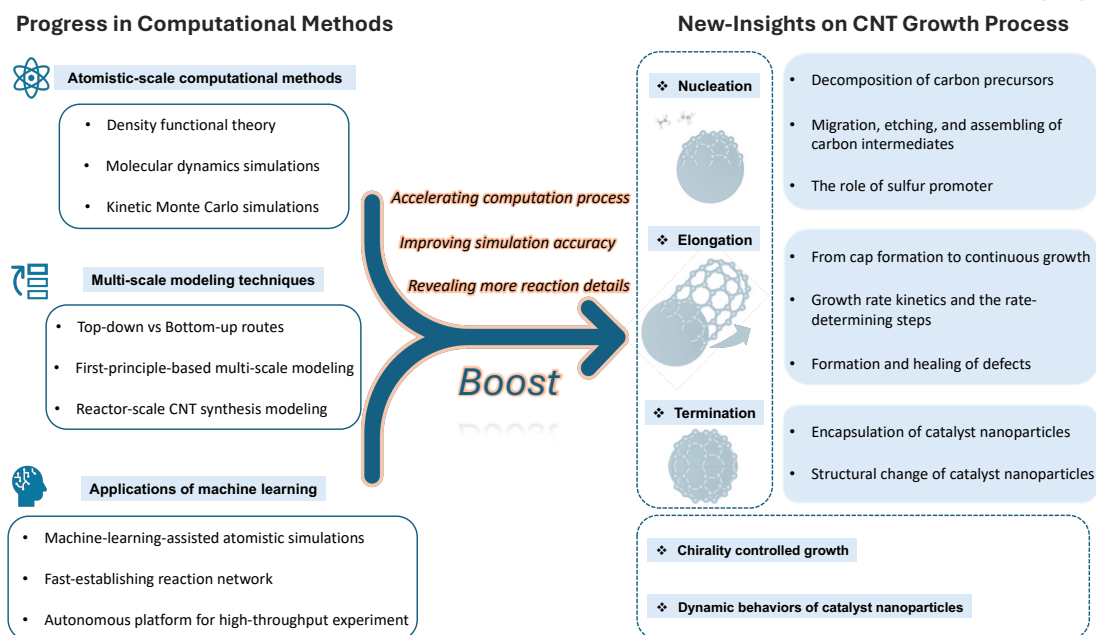 Progress in Computational Methods
Atomistic-scale computational methods
• Density functional theory
• Molecular dynamics simulations
• Kinetic Monte Carlo simulations
Multi-scale modeling techniques
• Top-down vs Bottom-up routes
• First-principle-based multi-scale modeling
• Reactor-scale CNT synthesis modeling
Applications of machine learning
• Machine-learning-assisted atomistic simulations
• Fast-establishing reaction network
• Autonomous platform for high-throughput experiment
Accelerating computation process
Improving simulation accuracy
Revealing more reaction details
Boost
New-Insights on CNT Growth Process
❖ Nucleation
• Decomposition of carbon precursors
• Migration, etching, and assembling of
carbon intermediates
• The role of sulfur promoter
❖ Elongation
• From cap formation to continuous growth
• Growth rate kinetics and the rate-
determining steps
• Formation and healing of defects
❖ Termination
• Encapsulation of catalyst nanoparticles
• Structural change of catalyst nanoparticles
❖ Chirality controlled growth
❖ Dynamic behaviors of catalyst nanoparticles